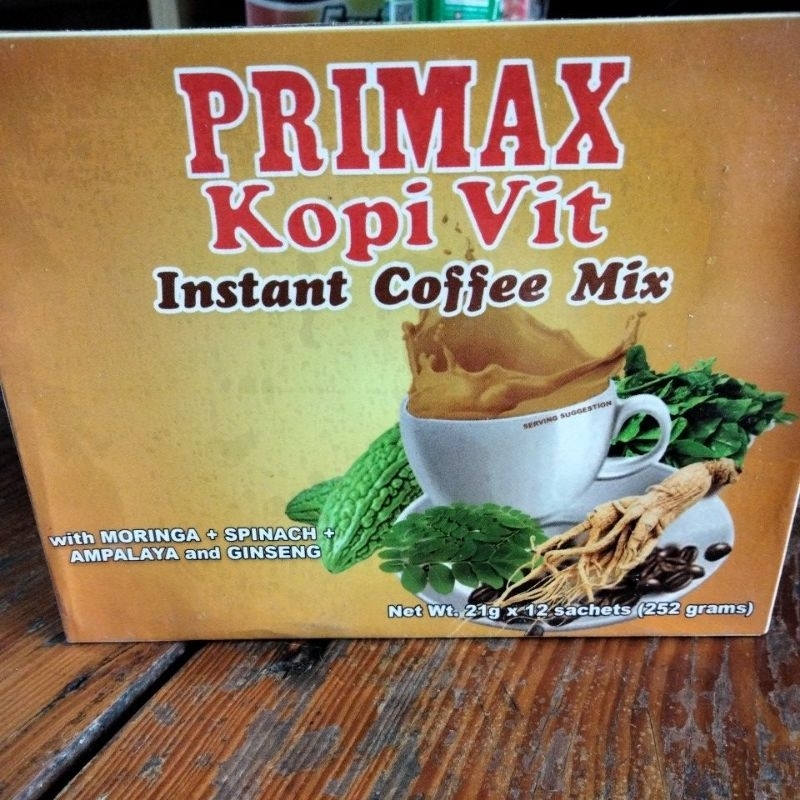 PRIMAX
Kopi Vit
Instant Coffee Mix
SERVING SUGGESTION
with MORINGA + SPINACH +
AMPALAYA and GINSENG
Net Wt. 21g x 12 sachets (252 grams)